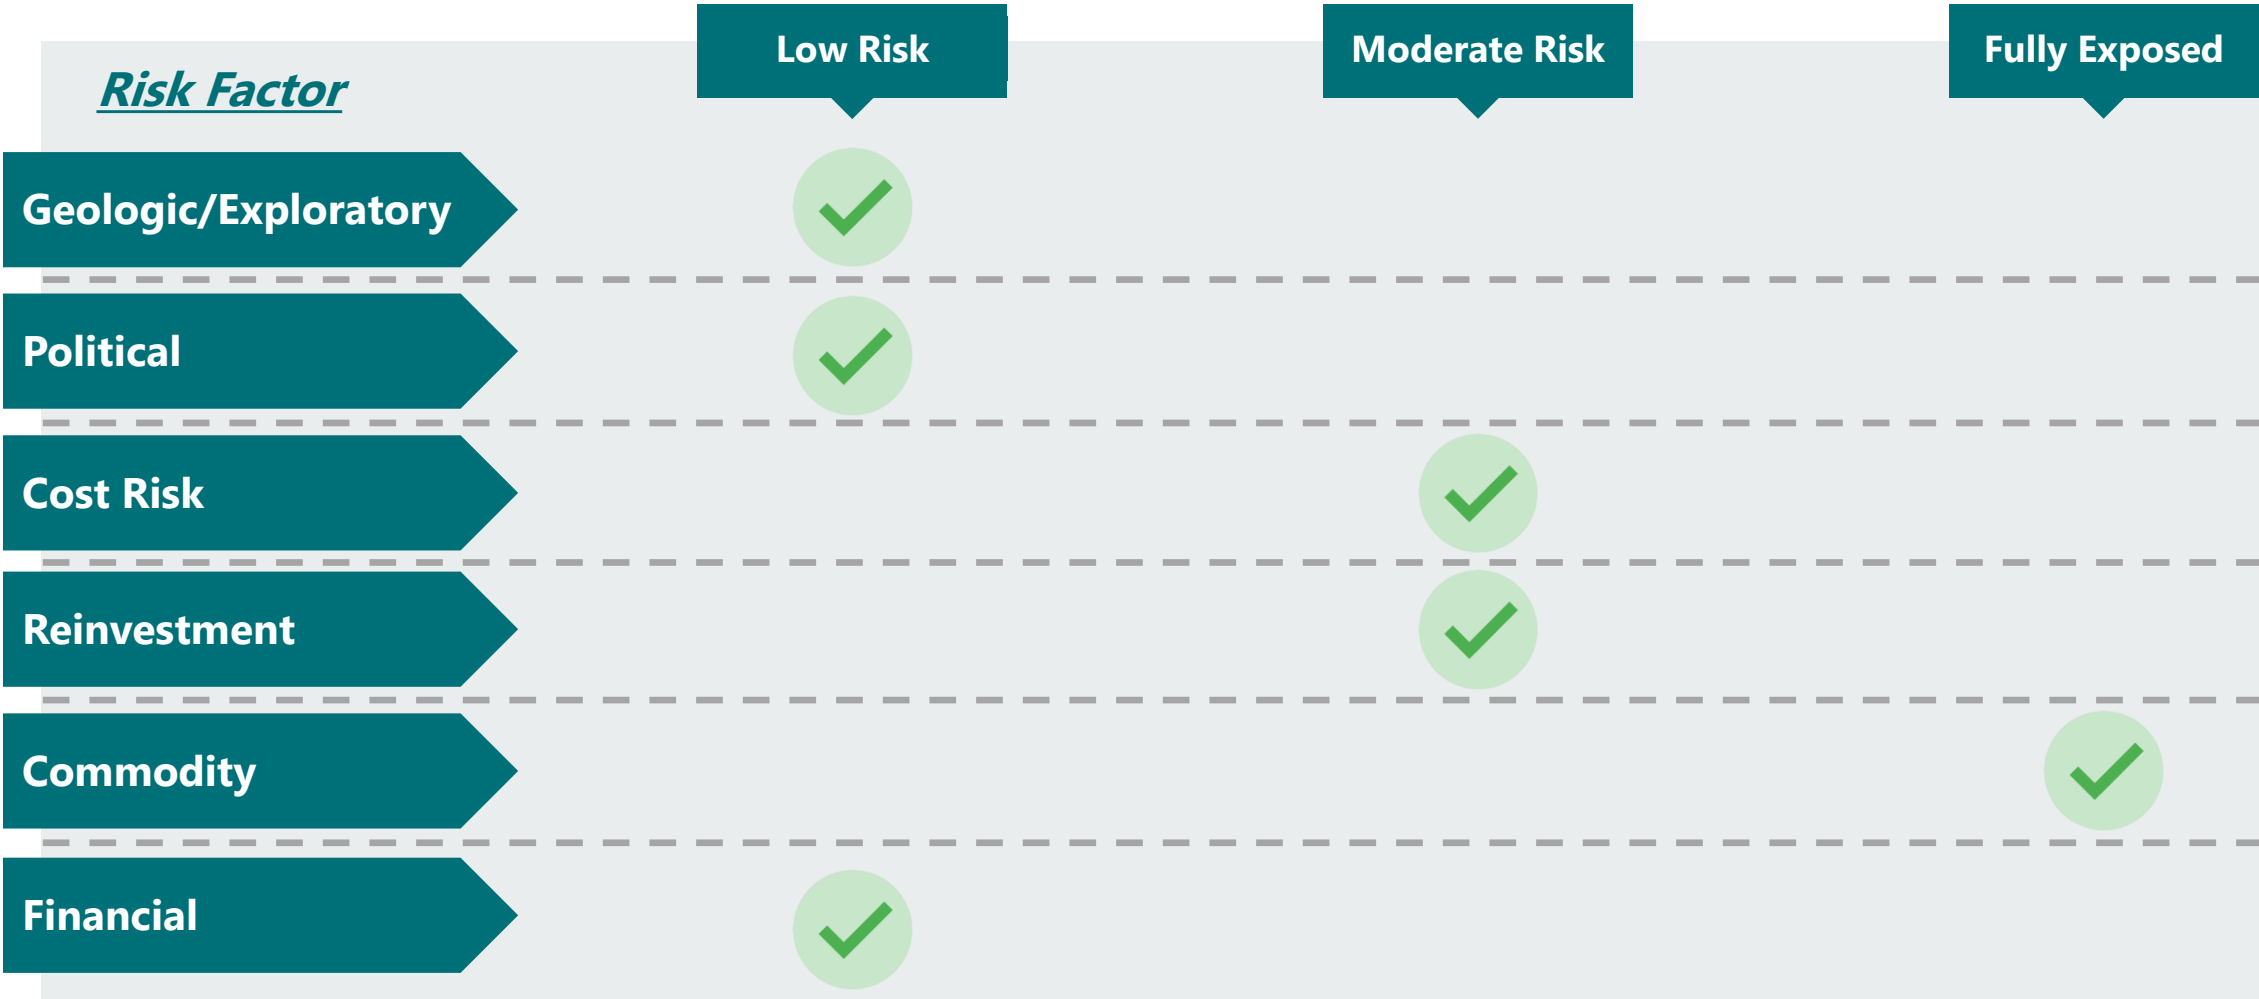 Low Risk
Moderate Risk
Fully Exposed
Risk Factor
Geologic/Exploratory
Political
Cost Risk
Reinvestment
Commodity
Financial